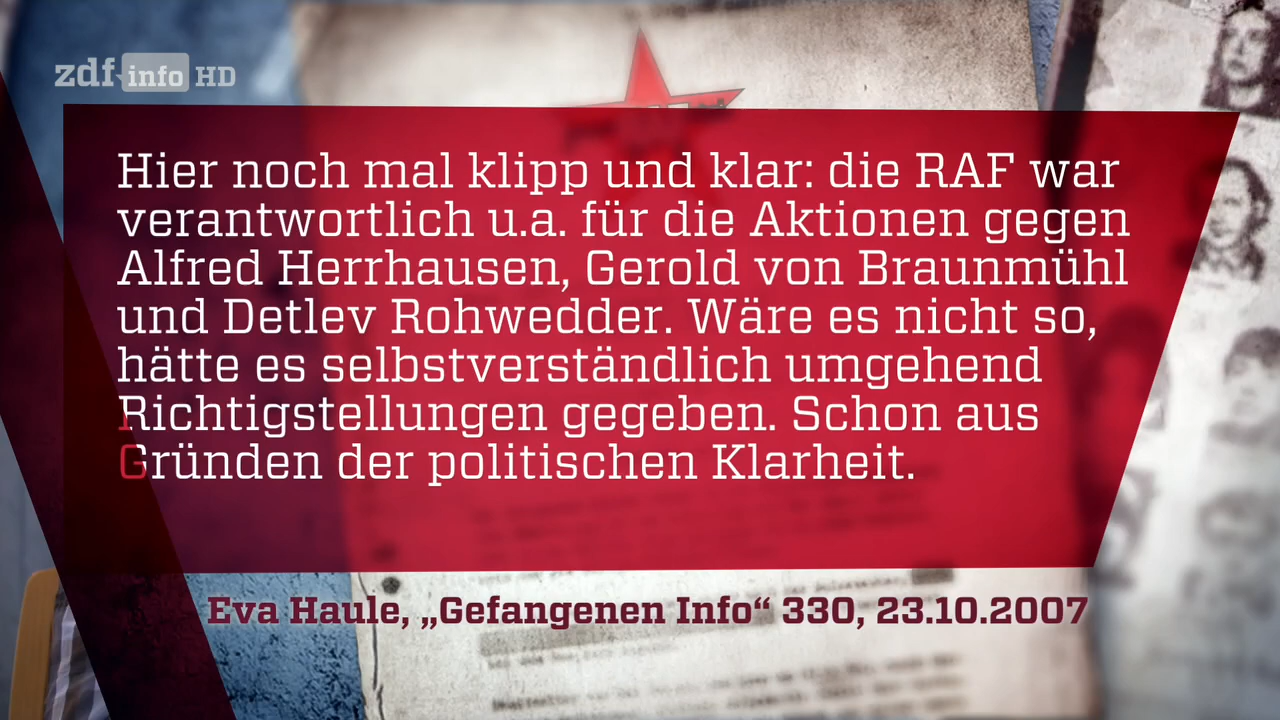 zdf info HD
Hier noch mal klipp und klar: die RAF war
verantwortlich u.a. für die Aktionen gegen
Alfred Herrhausen, Gerold von Braunmühl
und Detlev Rohwedder. Wäre es nicht so,
hätte es selbstverständlich umgehend
Richtigstellungen gegeben. Schon aus
Gründen der politischen Klarheit.
Eva Haule, „Gefangenen Info“ 330, 23.10.2007